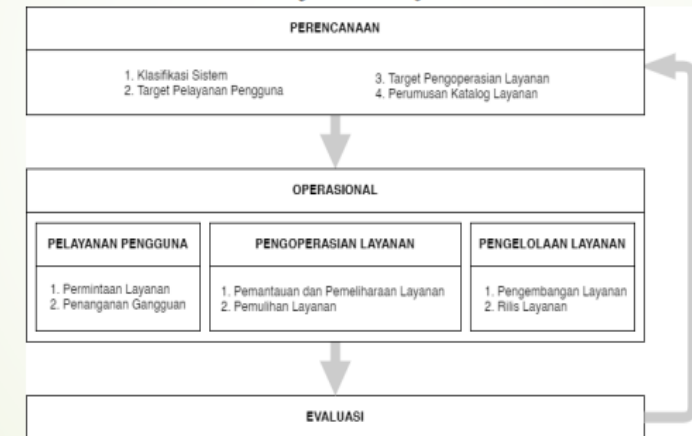 PERENCANAAN
1. Klasifikasi Sistem
2. Target Pelayanan Pengguna
3. Target Pengoperasian Layanan
4. Perumusan Katalog Layanan
OPERASIONAL
PELAYANAN PENGGUNA
1. Permintaan Layanan
2. Penanganan Gangguan
PENGOPERASIAN LAYANAN
1. Pemantauan dan Pemeliharaan Layanan
2. Pemulihan Layanan
PENGELOLAAN LAYANAN
1. Pengembangan Layanan
2. Rilis Layanan
EVALUASI